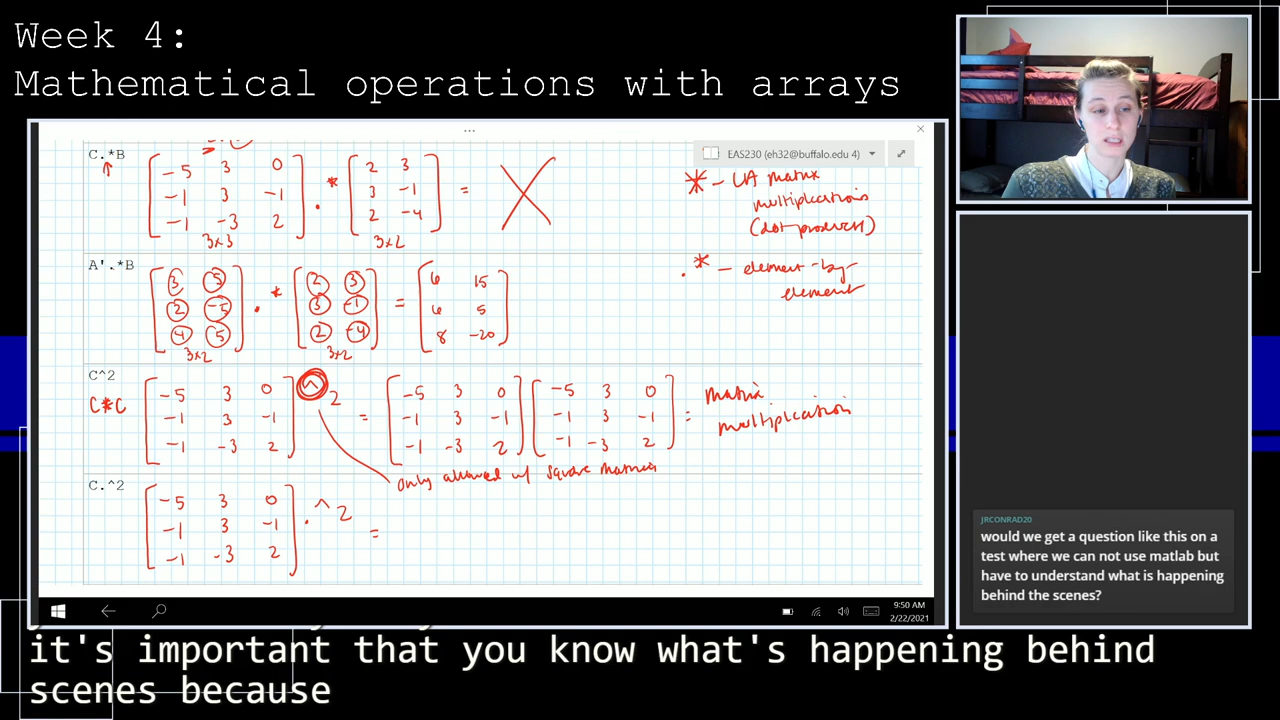 Week 4:
Mathematical operations with arrays
C.*B
-5 3 0
-1 3 -1
-1 -3 2
3x3
. *
2 3
3 -1
2 -4
3x2
=
A'.*B
3 5
2 -5
4 5
3x2
. *
2 3
3 -1
2 -4
3x2
=
6 15
6 5
8 -20
C^2
C*C
-5 3 0
-1 3 -1
-1 -3 2
^ 2
=
-5 3 0
-1 3 -1
-1 -3 2
-5 3 0
-1 3 -1
-1 -3 2
=
matrix
multiplication
only allowed w/ square matrices
C.^2
-5 3 0
-1 3 -1
-1 -3 2
.^ 2
=
EAS230 (eh32@buffalo.edu 4)
* - LA matrix
multiplications
(dot product)
.* - element-by-
element
9:50 AM
2/22/2021
JRCONRAD20
would we get a question like this on a
test where we can not use matlab but
have to understand what is happening
behind the scenes?
it's important that you know what's happening behind
scenes because